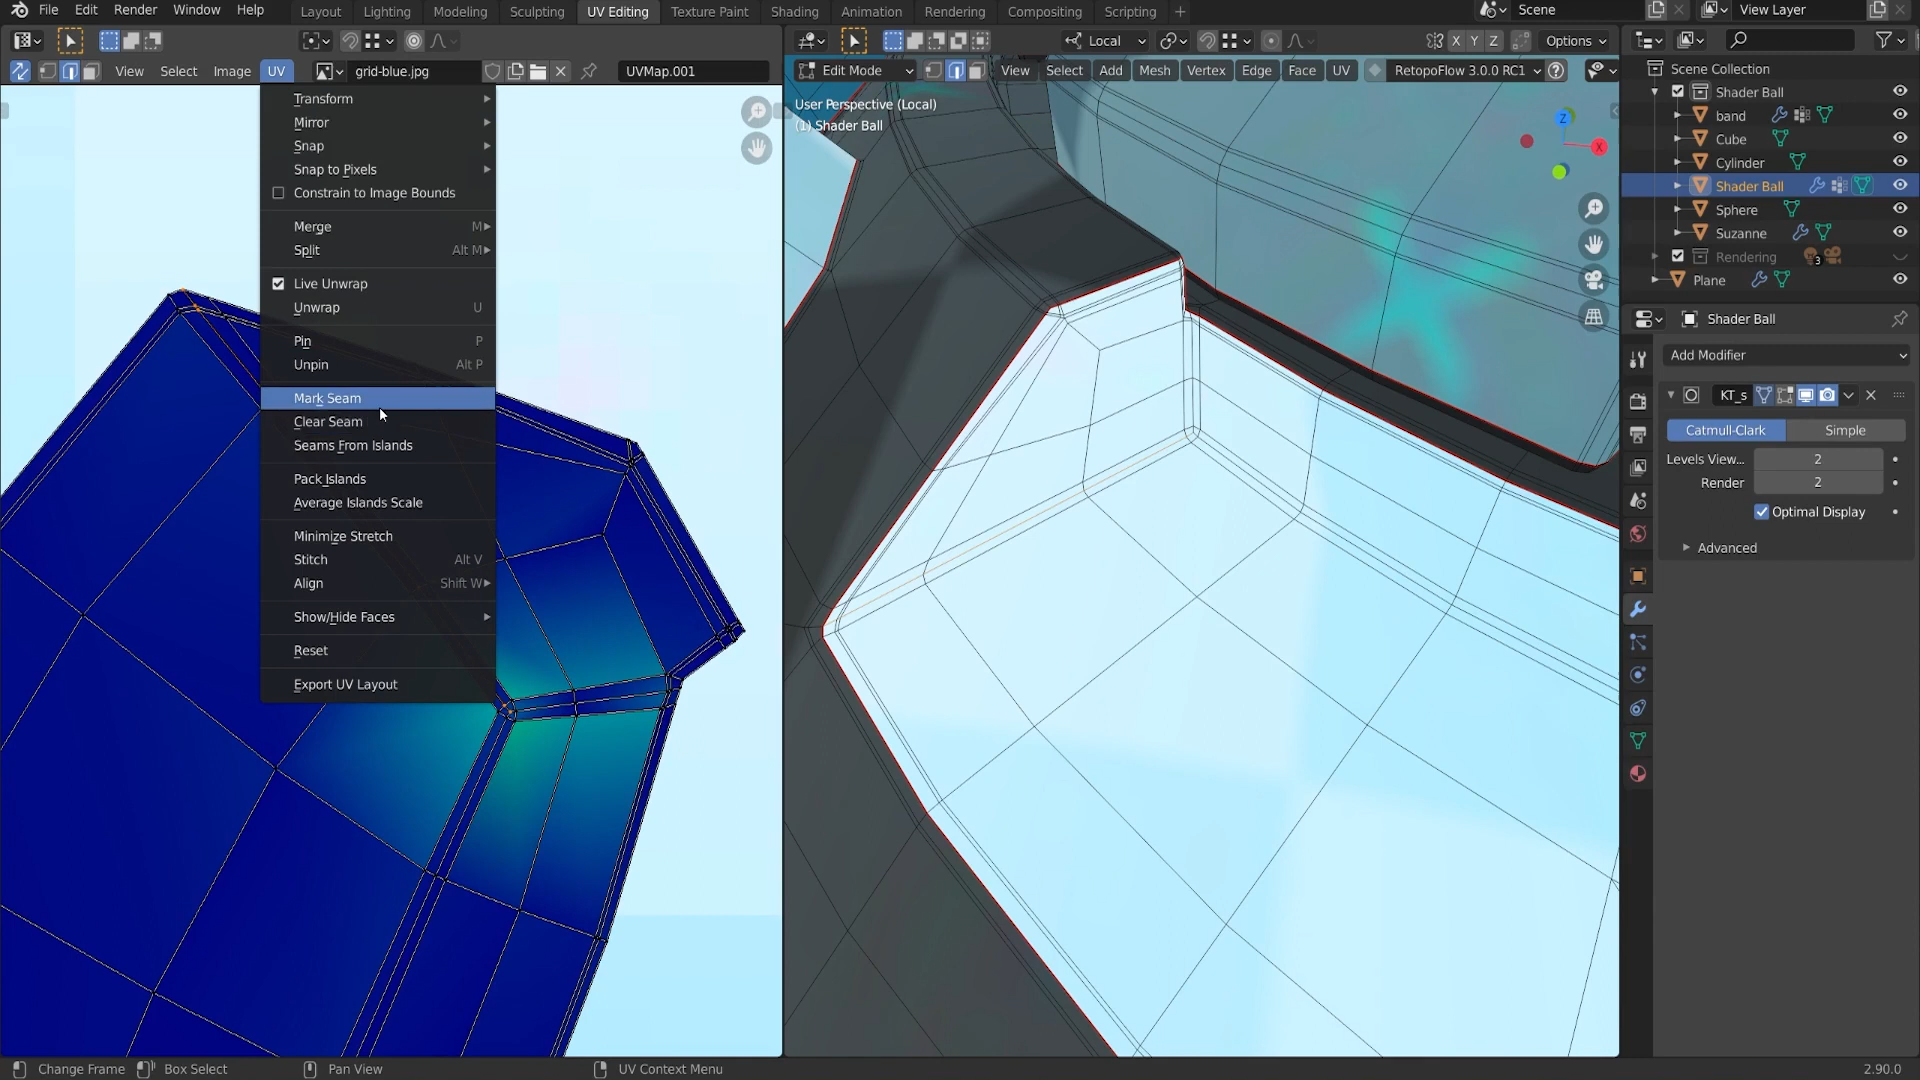 File Edit Render Window Help
Layout Lighting Modeling Sculpting UV Editing Texture Paint Shading Animation Rendering Compositing Scripting +
Scene
View Layer
Local
X Y Z
Options
View Select Image UV
grid-blue.jpg
UVMap.001
Edit Mode
View Select Add Mesh Vertex Edge Face UV
RetopoFlow 3.0.0 RC1
Transform
Mirror
Snap
Snap to Pixels
Constrain to Image Bounds
Merge M
Split Alt M
Live Unwrap
Unwrap U
Pin P
Unpin Alt P
Mark Seam
Clear Seam
Seams From Islands
Pack Islands
Average Islands Scale
Minimize Stretch
Stitch Alt V
Align Shift W
Show/Hide Faces
Reset
Export UV Layout
User Perspective (Local)
(1) Shader Ball
Z
X
Scene Collection
Shader Ball
band
Cube
Cylinder
Shader Ball
Sphere
Suzanne
Rendering 3
Plane
Shader Ball
Add Modifier
KT_s
Catmull-Clark Simple
Levels View... 2
Render 2
Optimal Display
Advanced
Change Frame Box Select Pan View UV Context Menu 2.90.0